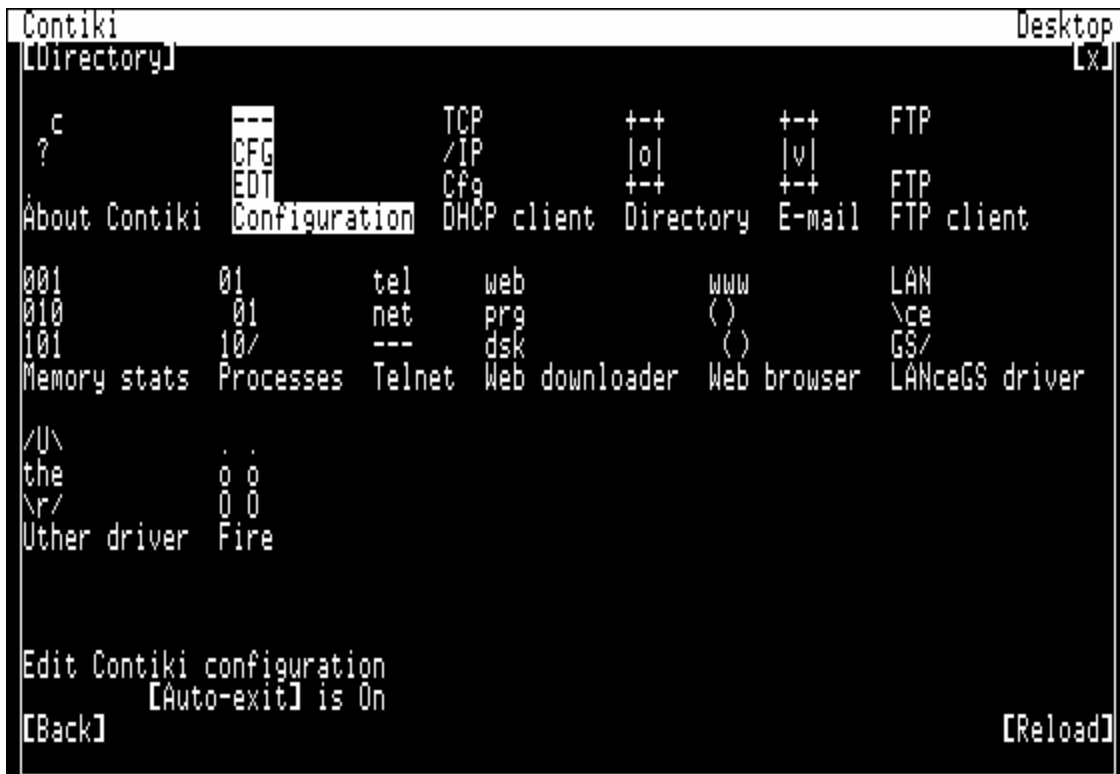 Contiki Desktop
[Directory] [x]
c --- TCP +-+ +-+ FTP
? CFG /IP |o| |v|
. EDT Cfg +-+ +-+ FTP
About Contiki Configuration DHCP client Directory E-mail FTP client
001 01 tel web www LAN
010 01 net prg () \ce
101 10/ --- dsk () GS/
Memory stats Processes Telnet Web downloader Web browser LANceGS driver
/U\ . .
the o o
\r/ O O
Uther driver Fire
Edit Contiki configuration
[Auto-exit] is On
[Back] [Reload]